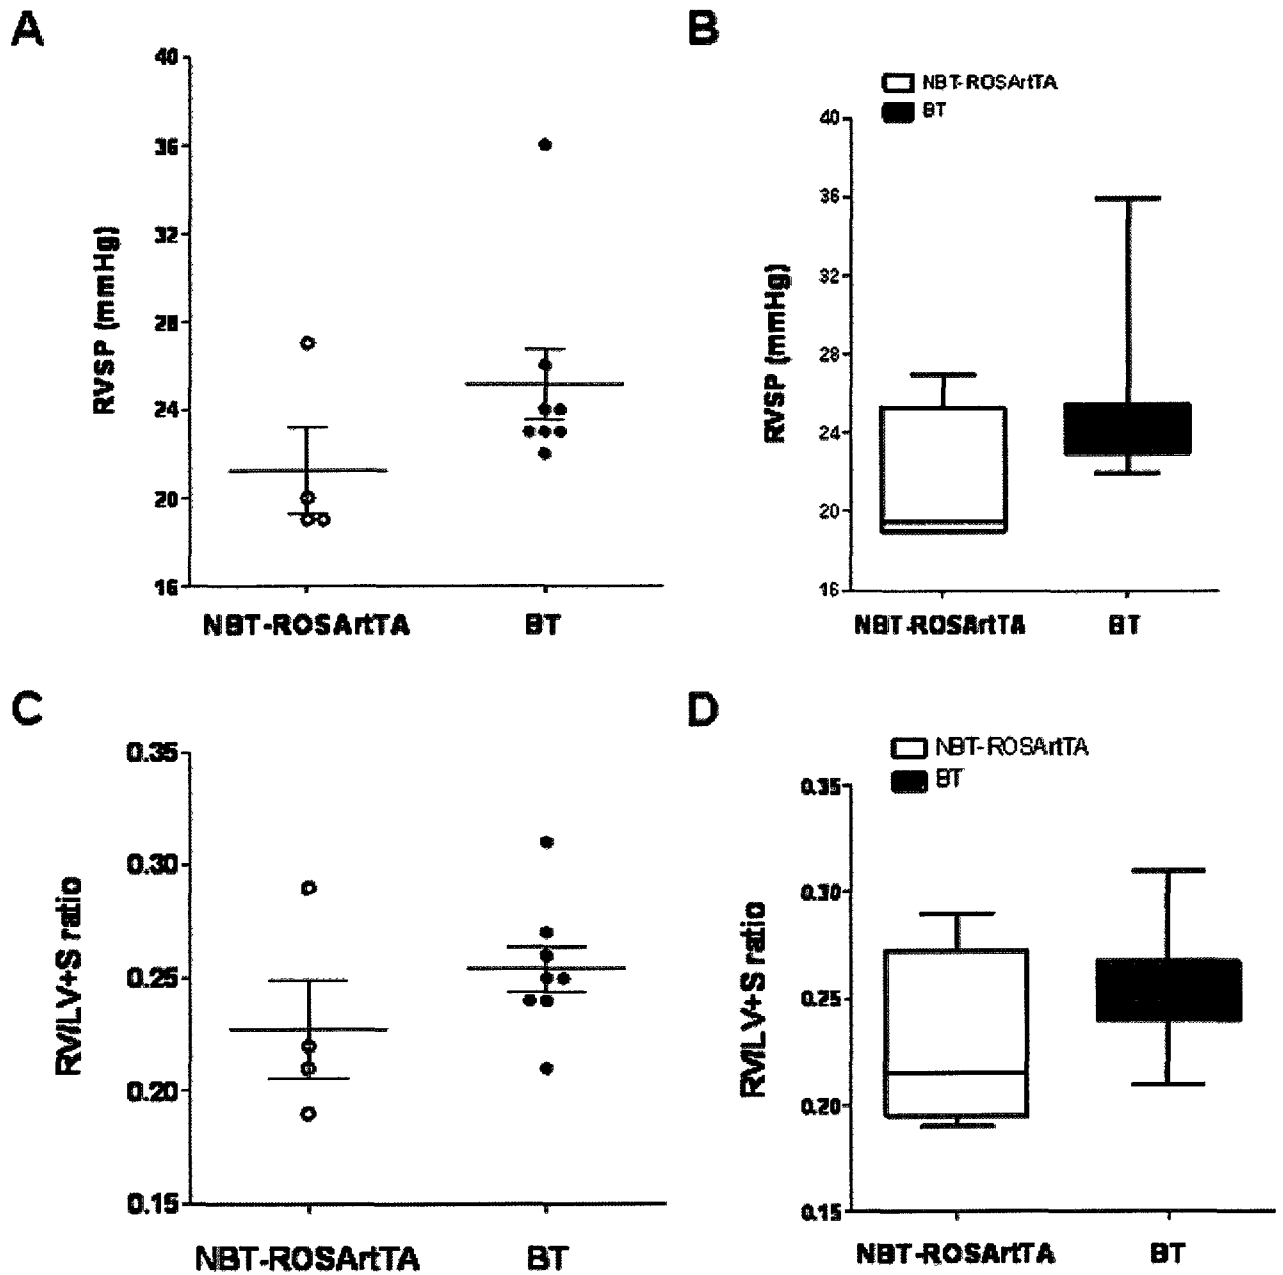 A
RVSP (mmHg)
40
36
32
28
24
20
16
NBT-ROSArtTA BT
B
NBT-ROSArtTA
BT
RVSP (mmHg)
40
36
32
28
24
20
16
NBT-ROSArtTA BT
C
RV/LV+S ratio
0.35
0.30
0.25
0.20
0.15
NBT-ROSArtTA BT
D
NBT-ROSArtTA
BT
RV/LV+S ratio
0.35
0.30
0.25
0.20
0.15
NBT-ROSArtTA BT